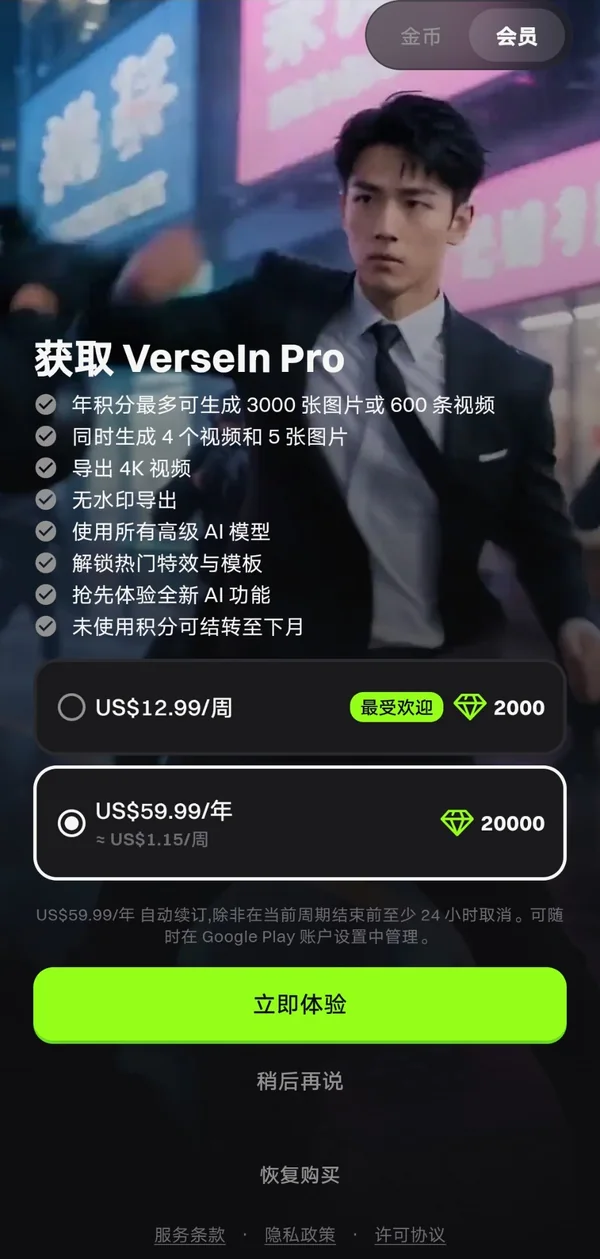 金币
会员
获取 VerseIn Pro
年积分最多可生成 3000 张图片或 600 条视频
同时生成 4 个视频和 5 张图片
导出 4K 视频
无水印导出
使用所有高级 AI 模型
解锁热门特效与模板
抢先体验全新 AI 功能
未使用积分可结转至下月
US$12.99/周 最受欢迎 2000
US$59.99/年 20000
≈ US$1.15/周
US$59.99/年 自动续订,除非在当前周期结束前至少 24 小时取消。可随
时在 Google Play 账户设置中管理。
立即体验
稍后再说
恢复购买
服务条款 · 隐私政策 · 许可协议